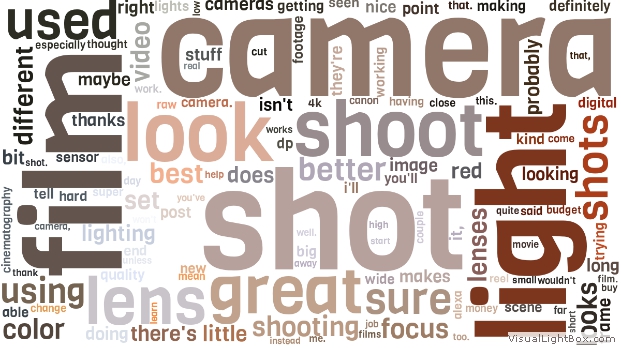 used
right
lights
low
cameras
getting
seen
nice
point
that.
making
definitely
especially
thought
camera
different
video
stuff
real
cut
footage
they're
working
probably
that,
maybe
work.
film
thanks
raw
camera.
isn't
4k
canon
having
close
this.
digital
look
works
dp
shoot
light
kind
come
shots
bit
shot.
sensor
also,
best
help
does
better
image
you'll
red
looking
tell
hard
super
day
set
you've
post
i'll
shot
quite
said
budget
cinematography
camera,
lighting
well.
high
start
couple
it,
lenses
movie
trying
end
unless
big
away
thank
quality
new
mean
wide
makes
reel
small
wouldn't
long
film.
buy
using
able
change
lens
learn
great
sure
alexa
money
scene
far
short
looks
came
color
doing
there's
little
shooting
instead
job
films
me.
focus
too.
VisualLightBox.com